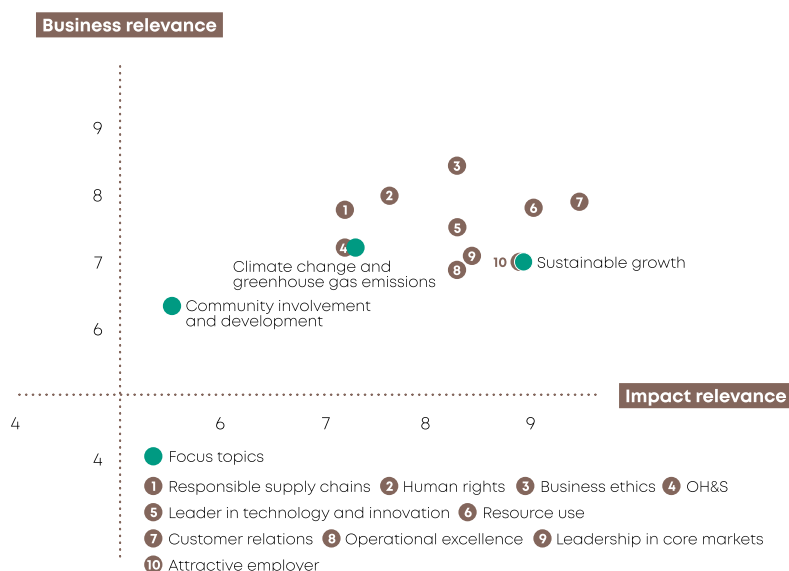 Business relevance
9
3
8
2
7
1
6
5
4
9
7
10
Sustainable growth
8
Climate change and
greenhouse gas emissions
Community involvement
and development
6
Impact relevance
4
6
7
8
9
4
Focus topics
1 Responsible supply chains 2 Human rights 3 Business ethics 4 OH&S
5 Leader in technology and innovation 6 Resource use
7 Customer relations 8 Operational excellence 9 Leadership in core markets
10 Attractive employer